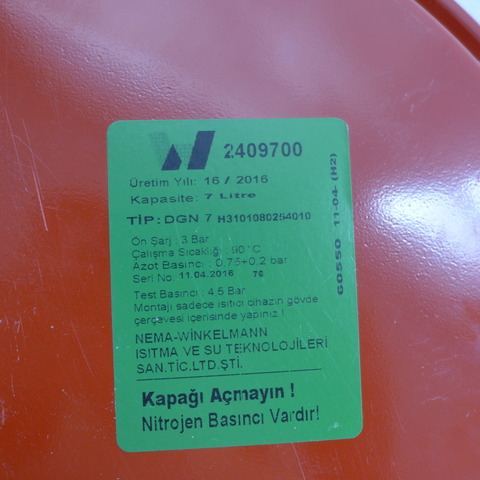 W 2409700
Üretim Yılı: 16 / 2016
Kapasite: 7 Litre
TİP: DGN 7 H3101080254010
Ön Şarj : 3 Bar
Çalışma Sıcaklığı : 90°C
Azot Basıncı : 0,75+0,2 bar
Seri No. 11.04.2016 76
Test Basıncı : 4,5 Bar
Montajı sadece ısıtıcı cihazın gövde
çerçavesi içerisinde yapınız !
NEMA-WINKELMANN
ISITMA VE SU TEKNOLOJİLERİ
SAN.TİC.LTD.ŞTİ.
Kapağı Açmayın !
Nitrojen Basıncı Vardır!
60550 11-04- (H2)